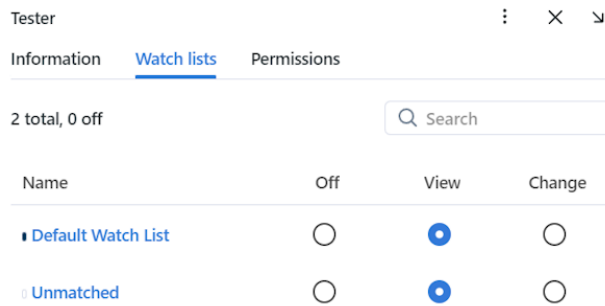 Tester
Information Watch lists Permissions
2 total, 0 off
Search
Name Off View Change
Default Watch List
Unmatched